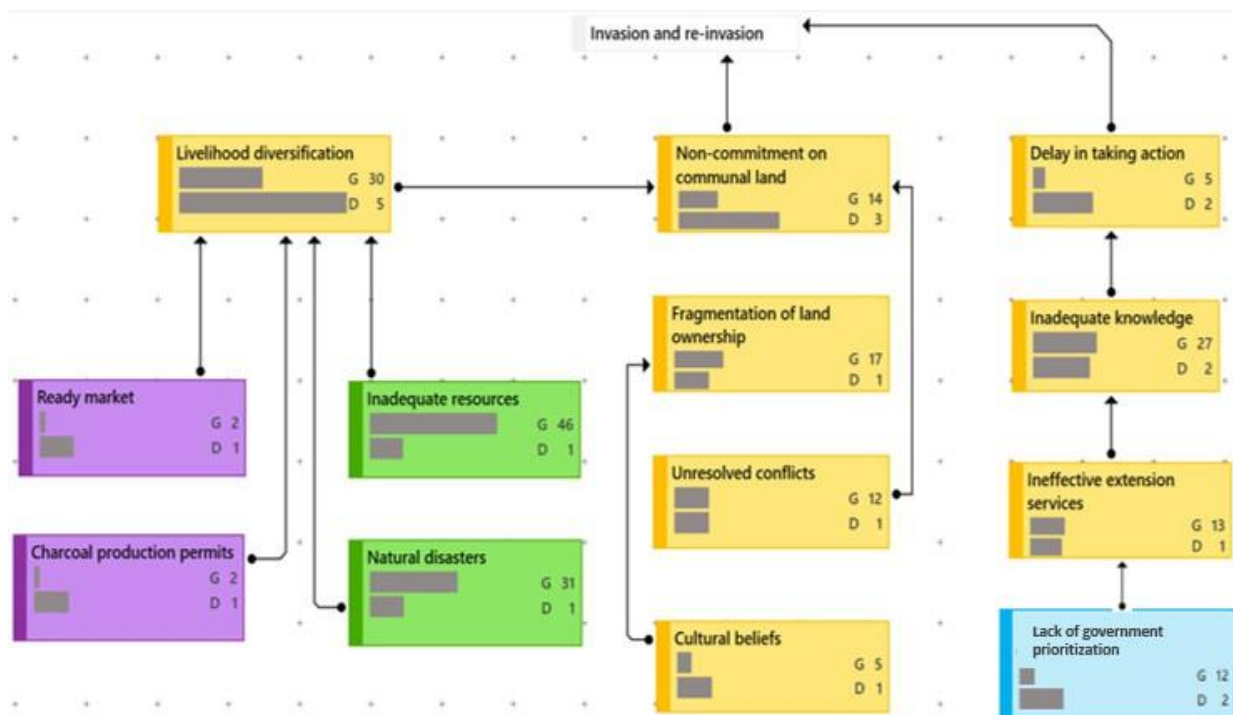 Invasion and re-invasion
Livelihood diversification
G 30
D 5
Non-commitment on
communal land
G 14
D 3
Delay in taking action
G 5
D 2
Fragmentation of land
ownership
G 17
D 1
Inadequate knowledge
G 27
D 2
Ready market
G 2
D 1
Inadequate resources
G 46
D 1
Unresolved conflicts
G 12
D 1
Ineffective extension
services
G 13
D 1
Charcoal production permits
G 2
D 1
Natural disasters
G 31
D 1
Cultural beliefs
G 5
D 1
Lack of government
prioritization
G 12
D 2